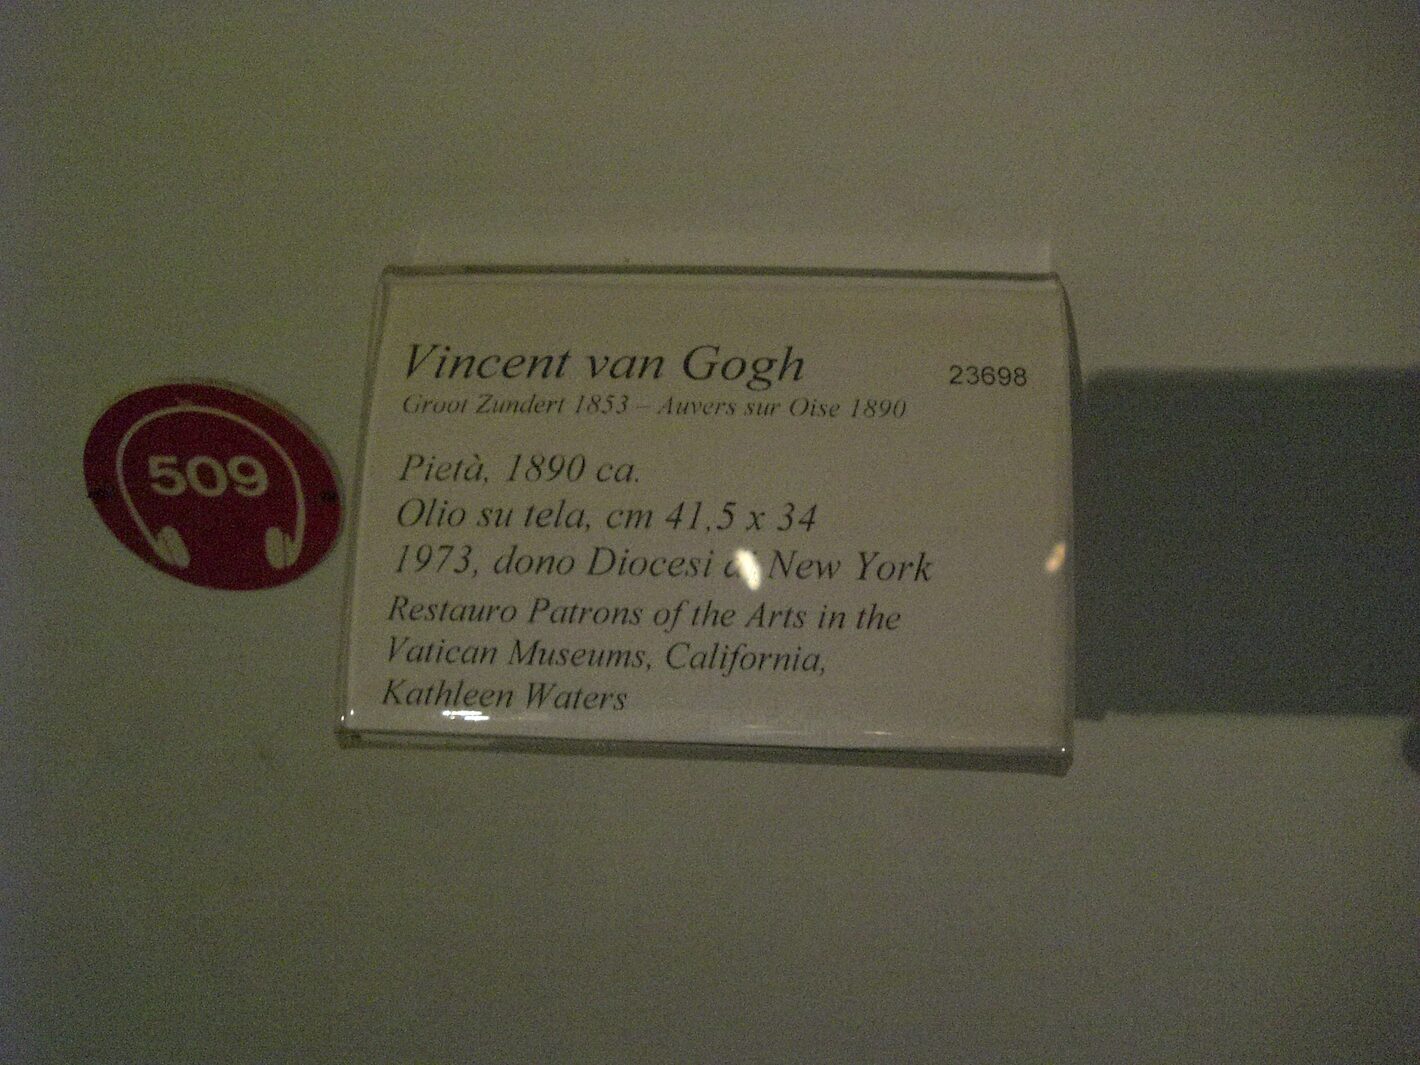 Vincent van Gogh
23698
Groot Zundert 1853 – Auvers sur Oise 1890
509
Pietà, 1890 ca.
Olio su tela, cm 41,5 x 34
1973, dono Diocesi di New York
Restauro Patrons of the Arts in the
Vatican Museums, California,
Kathleen Waters